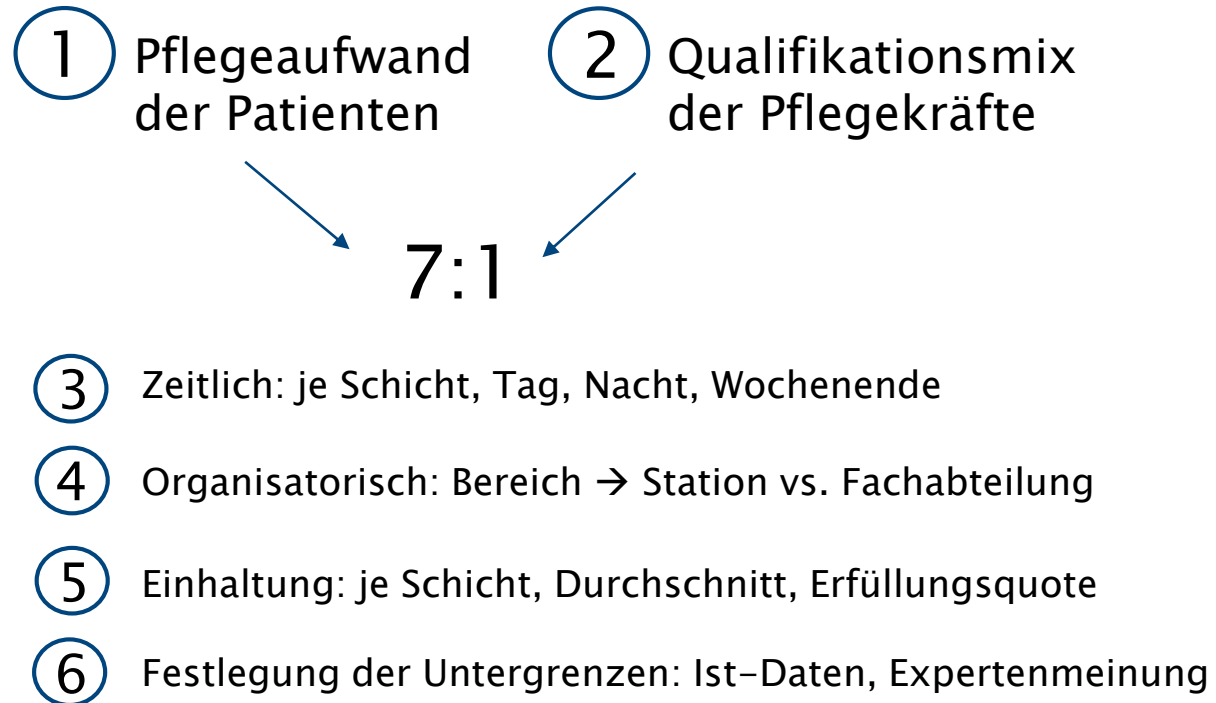 1 Pflegeaufwand der Patienten
2 Qualifikationsmix der Pflegekräfte
7:1
3 Zeitlich: je Schicht, Tag, Nacht, Wochenende
4 Organisatorisch: Bereich → Station vs. Fachabteilung
5 Einhaltung: je Schicht, Durchschnitt, Erfüllungsquote
6 Festlegung der Untergrenzen: Ist-Daten, Expertenmeinung